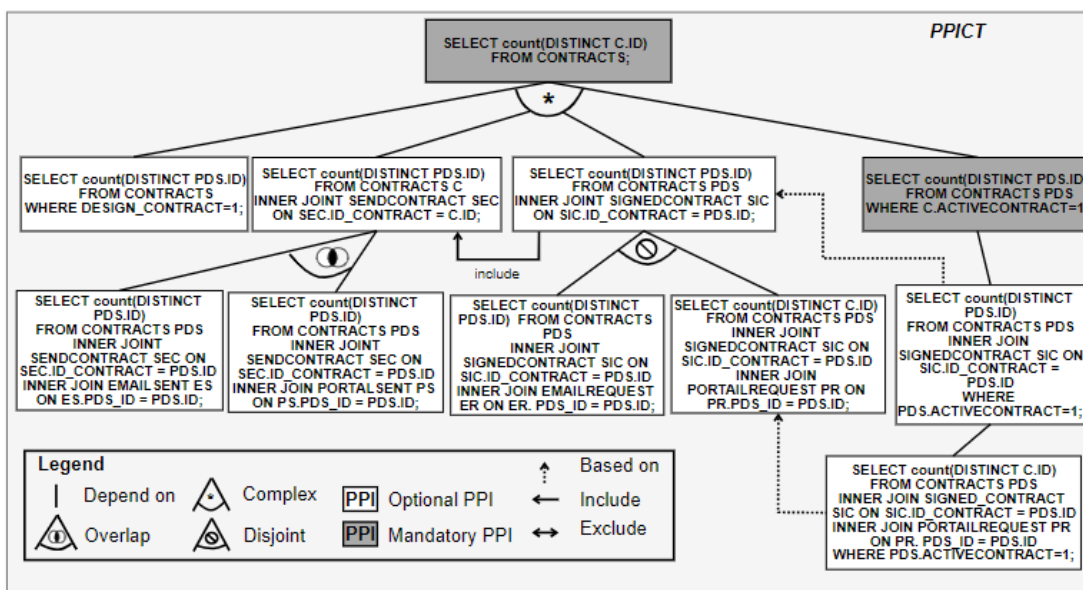 PPICT
SELECT count(DISTINCT C.ID)
FROM CONTRACTS;
*
SELECT count(DISTINCT PDS.ID)
FROM CONTRACTS
WHERE DESIGN_CONTRACT=1;
SELECT count(DISTINCT PDS.ID)
FROM CONTRACTS C
INNER JOINT SENDCONTRACT SEC
ON SEC.ID_CONTRACT = C.ID;
SELECT count(DISTINCT PDS.ID)
FROM CONTRACTS PDS
INNER JOINT SIGNEDCONTRACT SIC
ON SIC.ID_CONTRACT = PDS.ID;
SELECT count(DISTINCT PDS.ID)
FROM CONTRACTS PDS
WHERE C.ACTIVECONTRACT=1
include
SELECT count(DISTINCT
PDS.ID)
FROM CONTRACTS PDS
INNER JOINT
SENDCONTRACT SEC ON
SEC.ID_CONTRACT = PDS.ID
INNER JOIN EMAILSENT ES
ON ES.PDS_ID = PDS.ID;
SELECT count(DISTINCT
PDS.ID)
FROM CONTRACTS PDS
INNER JOINT
SENDCONTRACT SEC ON
SEC.ID_CONTRACT = PDS.ID
INNER JOIN PORTALSENT PS
ON PS.PDS_ID = PDS.ID;
SELECT count(DISTINCT
PDS.ID) FROM CONTRACTS
PDS
INNER JOINT
SIGNEDCONTRACT SIC ON
SIC.ID_CONTRACT = PDS.ID
INNER JOIN EMAILREQUEST
ER ON ER. PDS_ID = PDS.ID;
SELECT count(DISTINCT C.ID)
FROM CONTRACTS PDS
INNER JOINT
SIGNEDCONTRACT SIC ON
SIC.ID_CONTRACT = PDS.ID
INNER JOIN
PORTAILREQUEST PR ON
PR.PDS_ID = PDS.ID;
SELECT count(DISTINCT
PDS.ID)
FROM CONTRACTS PDS
INNER JOIN
SIGNEDCONTRACT SIC ON
SIC.ID_CONTRACT =
PDS.ID
WHERE
PDS.ACTIVECONTRACT=1;
SELECT count(DISTINCT C.ID)
FROM CONTRACTS PDS
INNER JOIN SIGNED_CONTRACT
SIC ON SIC.ID_CONTRACT = PDS.ID
INNER JOIN PORTAILREQUEST PR
ON PR. PDS_ID = PDS.ID
WHERE PDS.ACTIVECONTRACT=1;
Legend
Depend on
Complex
PPI Optional PPI
Based on
Include
Overlap
Disjoint
PPI Mandatory PPI
Exclude